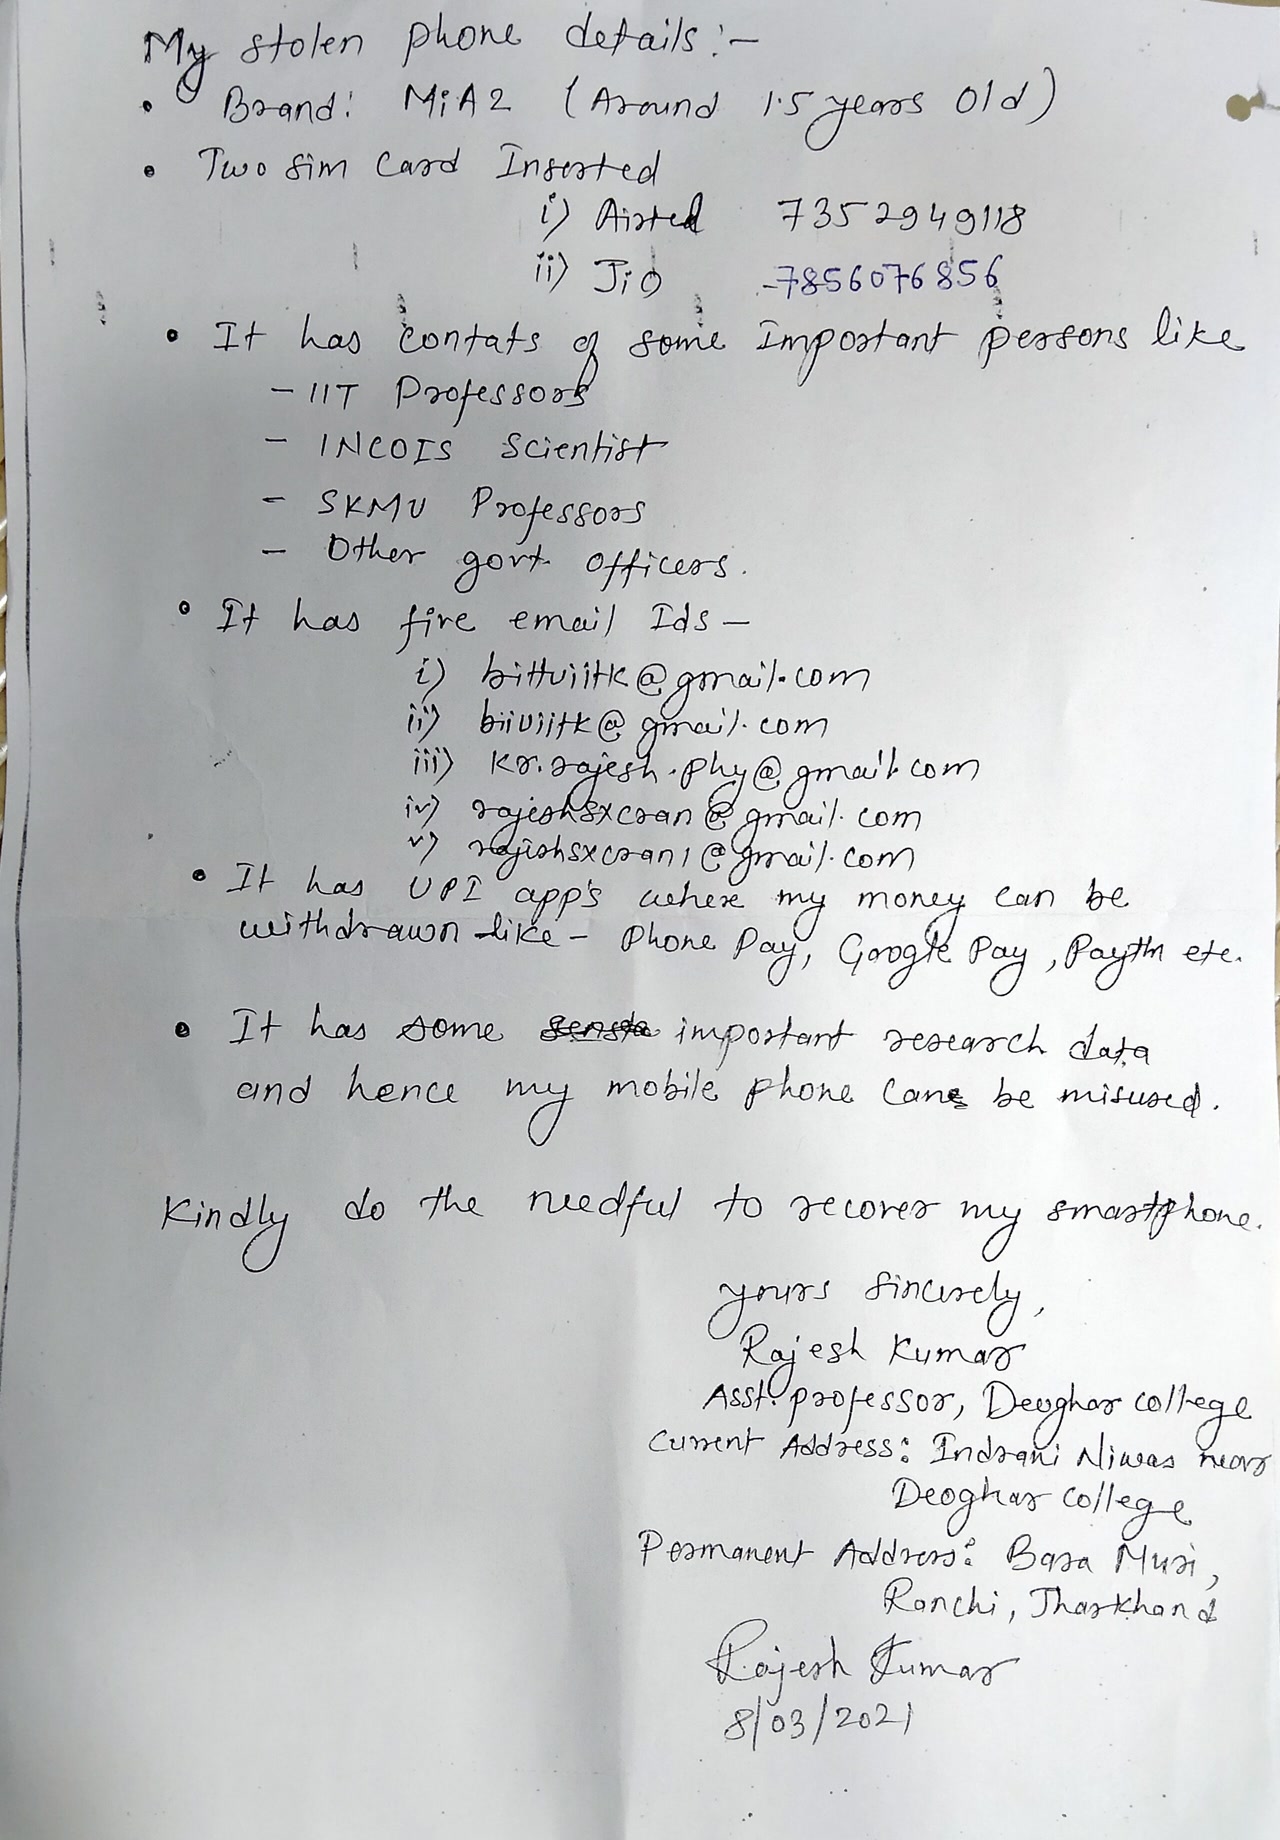 My stolen phone details:-
• Brand: MiA2 (Around 1.5 years Old)
• Two Sim Card Inserted
i) Airtel 7352949118
ii) Jio 7856076856
• It has contats of some Important persons like
- IIT Professors
- INCOIS Scientist
- SKMU Professors
- Other govt. officers.
• It has five email Ids -
i) bittuiitk@gmail.com
ii) biiuiitk@gmail.com
iii) kr.rajesh.phy@gmail.com
iv) rajeshsxcran@gmail.com
v) rajeshsxcran1@gmail.com
• It has UPI app's where my money can be
withdrawn like - Phone Pay, Google Pay, Paytm etc.
• It has some important research data
and hence my mobile phone can be misused.
Kindly do the needful to recover my smartphone.
yours sincerely,
Rajesh Kumar
Asst. professor, Deoghar college
Current Address: Indrani Niwas near
Deoghar college
Permanent Address: Bara Muri,
Ranchi, Jharkhand
Rajesh Kumar
8/03/2021